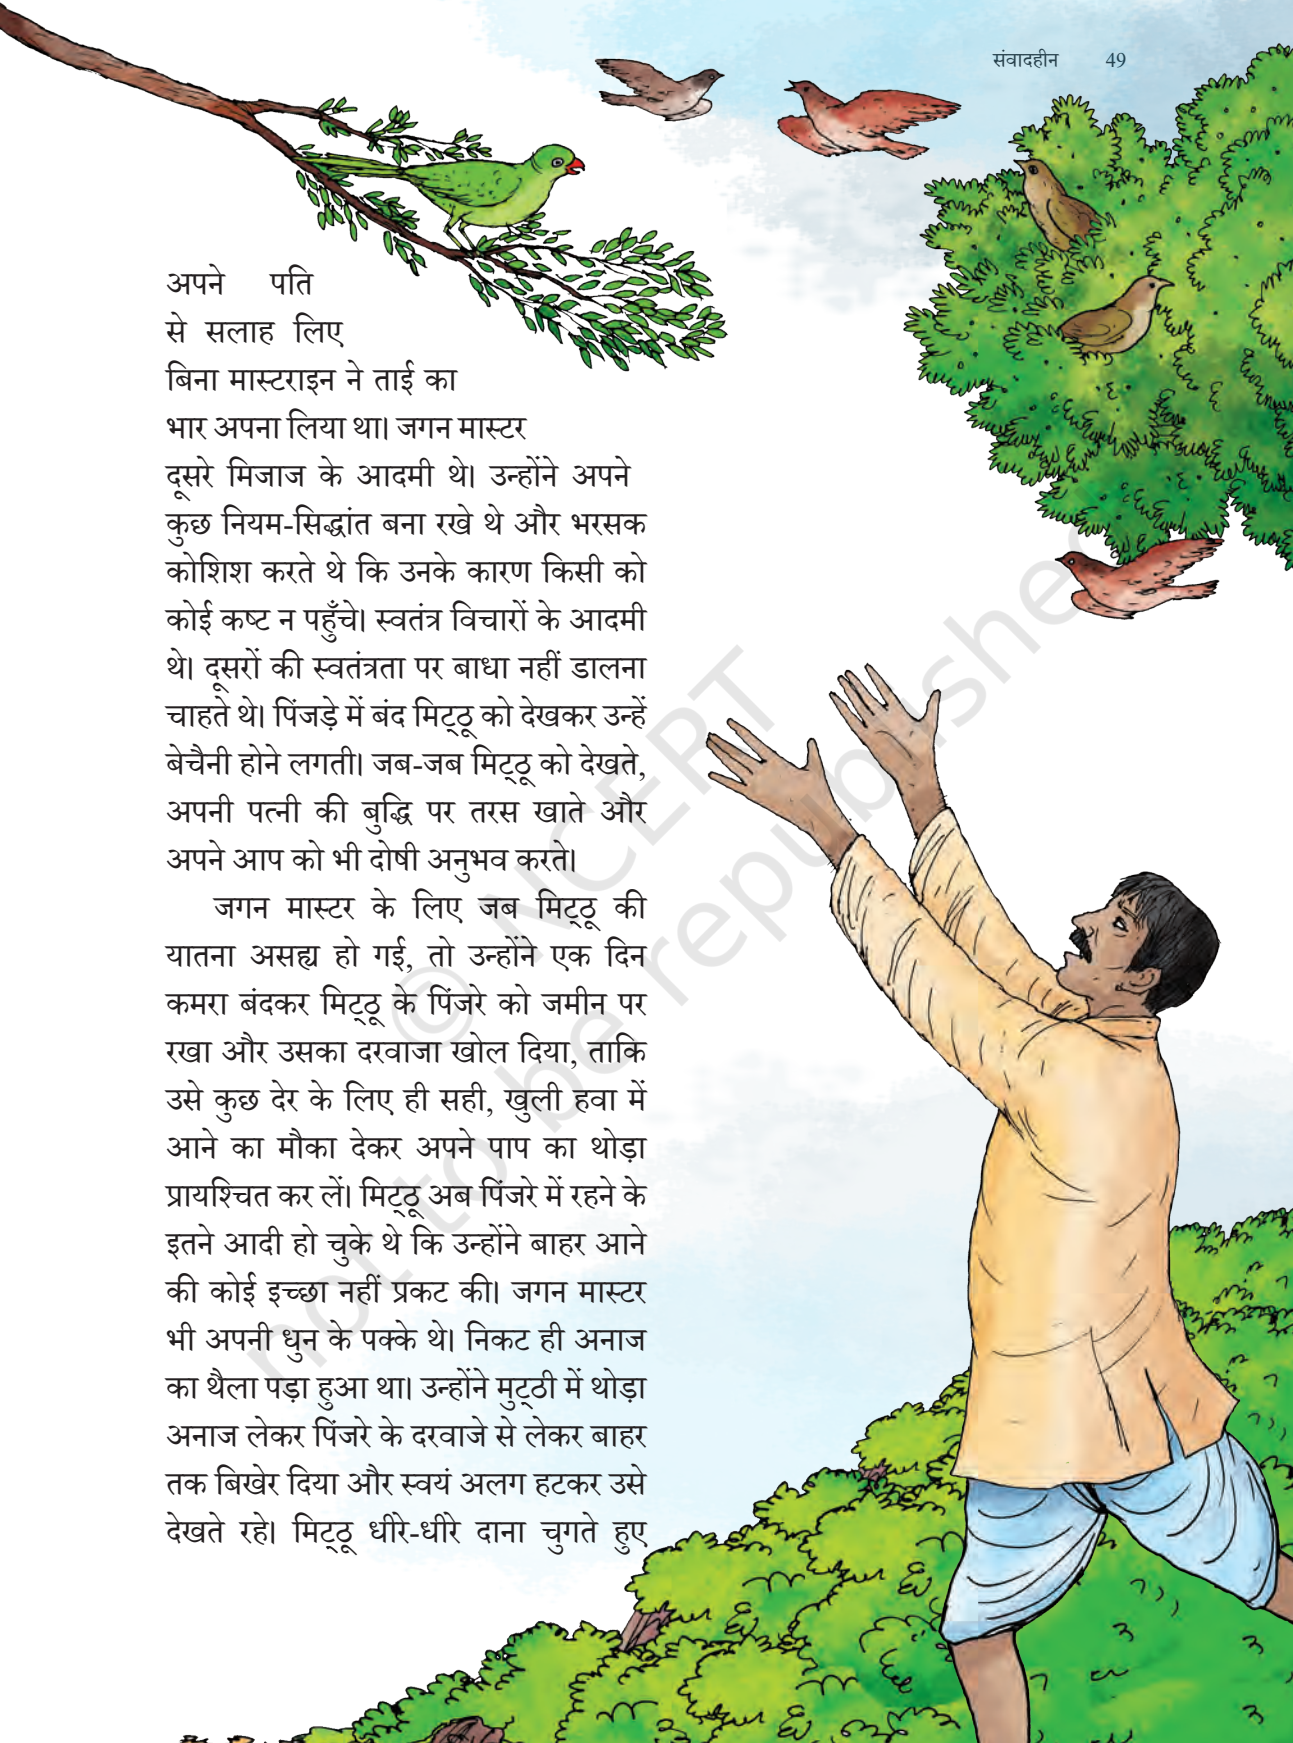 संवादहीन 49
अपने पति
से सलाह लिए
बिना मास्टराइन ने ताई का
भार अपना लिया था। जगन मास्टर
दूसरे मिजाज के आदमी थे। उन्होंने अपने
कुछ नियम-सिद्धांत बना रखे थे और भरसक
कोशिश करते थे कि उनके कारण किसी को
कोई कष्ट न पहुँचे। स्वतंत्र विचारों के आदमी
थे। दूसरों की स्वतंत्रता पर बाधा नहीं डालना
चाहते थे। पिंजड़े में बंद मिट्ठू को देखकर उन्हें
बेचैनी होने लगती। जब-जब मिट्ठू को देखते,
अपनी पत्नी की बुद्धि पर तरस खाते और
अपने आप को भी दोषी अनुभव करते।
जगन मास्टर के लिए जब मिट्ठू की
यातना असह्य हो गई, तो उन्होंने एक दिन
कमरा बंदकर मिट्ठू के पिंजरे को जमीन पर
रखा और उसका दरवाजा खोल दिया, ताकि
उसे कुछ देर के लिए ही सही, खुली हवा में
आने का मौका देकर अपने पाप का थोड़ा
प्रायश्चित कर लें। मिट्ठू अब पिंजरे में रहने के
इतने आदी हो चुके थे कि उन्होंने बाहर आने
की कोई इच्छा नहीं प्रकट की। जगन मास्टर
भी अपनी धुन के पक्के थे। निकट ही अनाज
का थैला पड़ा हुआ था। उन्होंने मुट्ठी में थोड़ा
अनाज लेकर पिंजरे के दरवाजे से लेकर बाहर
तक बिखेर दिया और स्वयं अलग हटकर उसे
देखते रहे। मिट्ठू धीरे-धीरे दाना चुगते हुए
© NCERT
not to be republished